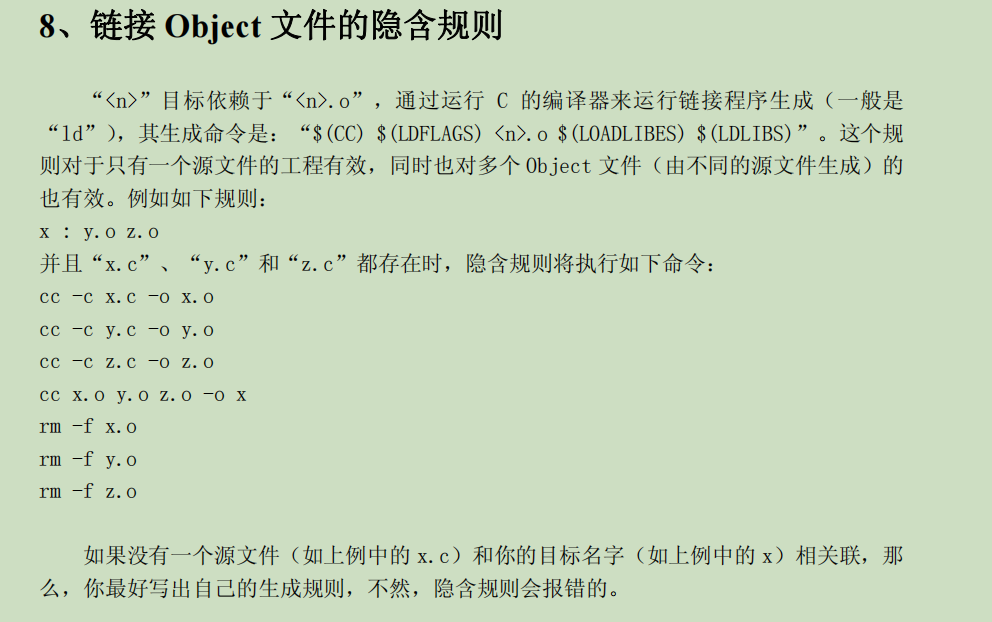 8、链接 Object 文件的隐含规则
“<n>”目标依赖于“<n>.o”，通过运行 C 的编译器来运行链接程序生成（一般是
“ld”），其生成命令是：“$(CC) $(LDFLAGS) <n>.o $(LOADLIBES) $(LDLIBS)”。这个规
则对于只有一个源文件的工程有效，同时也对多个 Object 文件（由不同的源文件生成）的
也有效。例如如下规则：
x : y.o z.o
并且“x.c”、“y.c”和“z.c”都存在时，隐含规则将执行如下命令：
cc -c x.c -o x.o
cc -c y.c -o y.o
cc -c z.c -o z.o
cc x.o y.o z.o -o x
rm -f x.o
rm -f y.o
rm -f z.o
如果没有一个源文件（如上例中的 x.c）和你的目标名字（如上例中的 x）相关联，那
么，你最好写出自己的生成规则，不然，隐含规则会报错的。